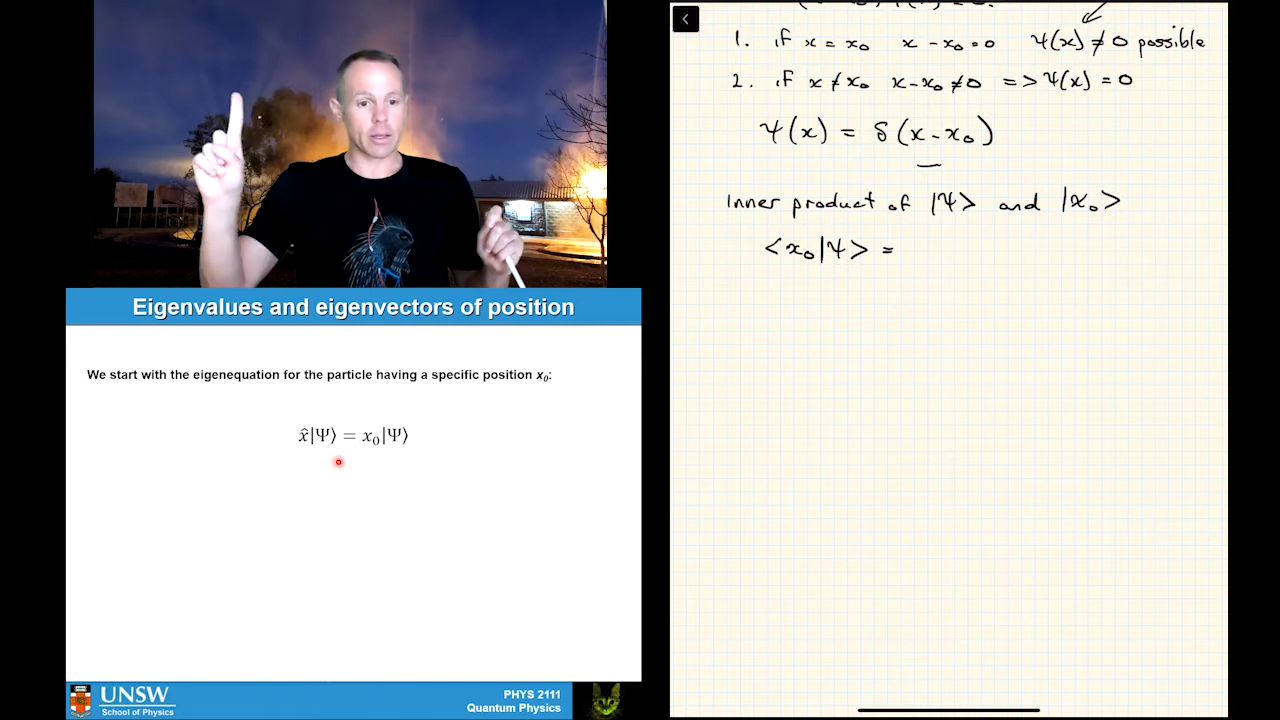 Eigenvalues and eigenvectors of position
We start with the eigenequation for the particle having a specific position x₀:
x̂|Ψ⟩ = x₀|Ψ⟩
UNSW
School of Physics
PHYS 2111
Quantum Physics
1. if x = x₀ x - x₀ = 0 Ψ(x) ≠ 0 possible
2. if x ≠ x₀ x - x₀ ≠ 0 => Ψ(x) = 0
Ψ(x) = δ(x - x₀)
Inner product of |Ψ> and |x₀>
<x₀|Ψ> =